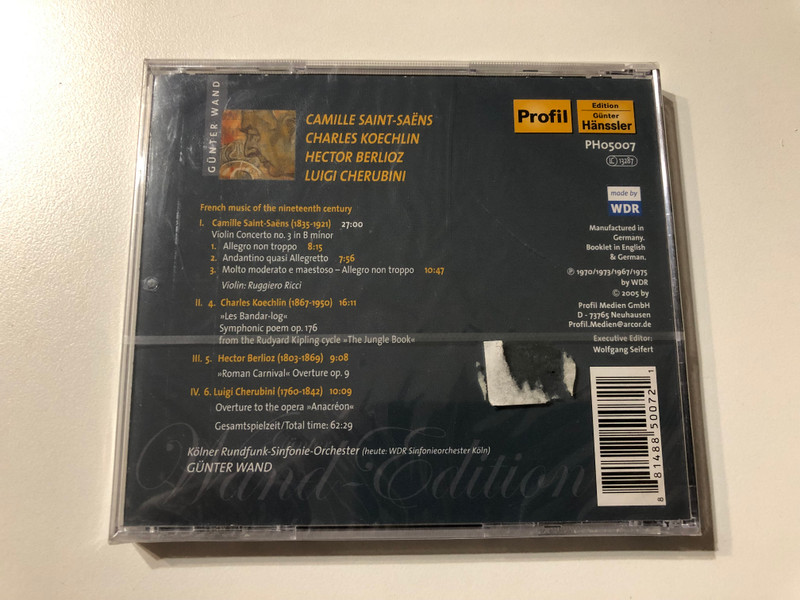 GÜNTER WAND
CAMILLE SAINT-SAËNS
CHARLES KOECHLIN
HECTOR BERLIOZ
LUIGI CHERUBINI
Profil
Edition
Günter
Hänssler
PH05007
LC 13287
made by
WDR
French music of the nineteenth century
I. Camille Saint-Saëns (1835-1921) 27:00
Violin Concerto no. 3 in B minor
1. Allegro non troppo 8:15
2. Andantino quasi Allegretto 7:56
3. Molto moderato e maestoso – Allegro non troppo 10:47
Violin: Ruggiero Ricci
II. 4. Charles Koechlin (1867-1950) 16:11
»Les Bandar-log«
Symphonic poem op. 176
from the Rudyard Kipling cycle »The Jungle Book«
III. 5. Hector Berlioz (1803-1869) 9:08
»Roman Carnival« Overture op. 9
IV. 6. Luigi Cherubini (1760-1842) 10:09
Overture to the opera »Anacréon«
Gesamtspielzeit/Total time: 62:29
Kölner Rundfunk-Sinfonie-Orchester (heute: WDR Sinfonieorchester Köln)
GÜNTER WAND
Manufactured in
Germany.
Booklet in English
& German.
℗ 1970/1973/1967/1975
by WDR
© 2005 by
Profil Medien GmbH
D - 73765 Neuhausen
Profil.Medien@arcor.de
Executive Editor:
Wolfgang Seifert
8 81488 50072 1
Wand-Edition